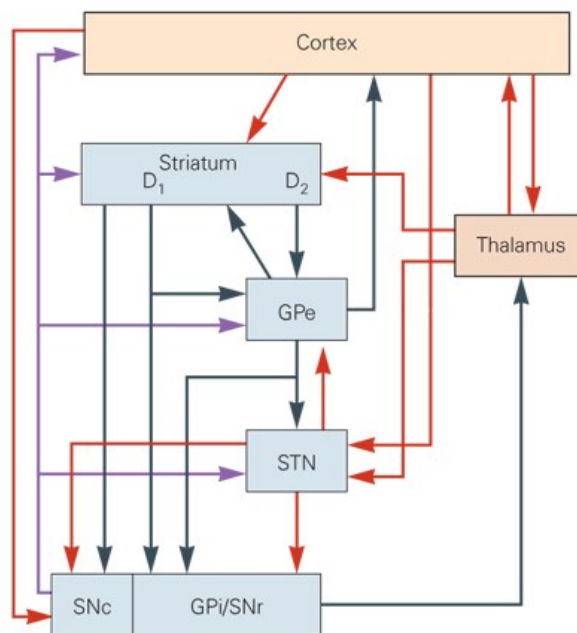 Cortex
Striatum
D₁ D₂
Thalamus
GPe
STN
SNc GPi/SNr